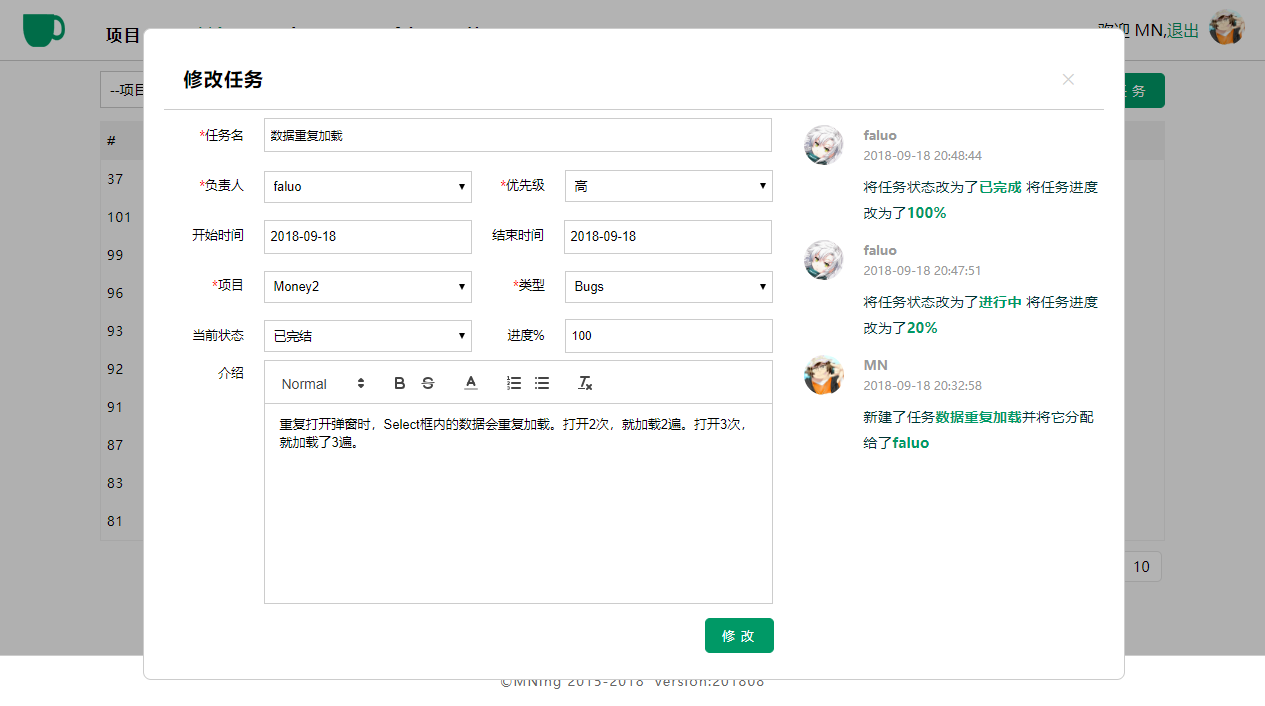 项目
欢迎 MN,退出
修改任务
--项目
任 务
*任务名 数据重复加载
*负责人 faluo *优先级 高
开始时间 2018-09-18 结束时间 2018-09-18
*项目 Money2 *类型 Bugs
当前状态 已完结 进度% 100
介绍
Normal
重复打开弹窗时，Select框内的数据会重复加载。打开2次，就加载2遍。打开3次，
就加载了3遍。
修 改
faluo
2018-09-18 20:48:44
将任务状态改为了已完成 将任务进度
改为了100%
faluo
2018-09-18 20:47:51
将任务状态改为了进行中 将任务进度
改为了20%
MN
2018-09-18 20:32:58
新建了任务数据重复加载并将它分配
给了faluo
#
37
101
99
96
93
92
91
87
83
81
10
©MNing 2015-2018 Version:201808